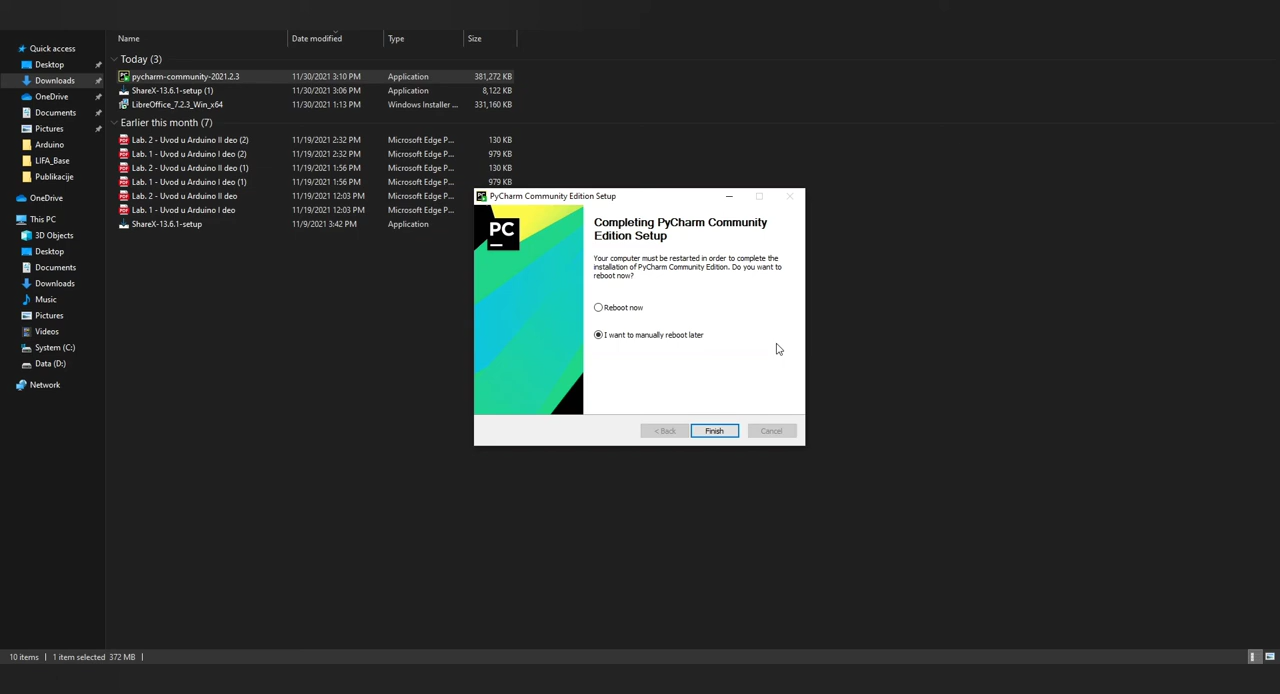 Name Date modified Type Size
Quick access
Desktop
Downloads
OneDrive
Documents
Pictures
Arduino
LIFA_Base
Publikacije
OneDrive
This PC
3D Objects
Desktop
Documents
Downloads
Music
Pictures
Videos
System (C:)
Data (D:)
Network
Today (3)
pycharm-community-2021.2.3 11/30/2021 3:10 PM Application 381,272 KB
ShareX-13.6.1-setup (1) 11/30/2021 3:06 PM Application 8,122 KB
LibreOffice_7.2.3_Win_x64 11/30/2021 1:13 PM Windows Installer ... 331,160 KB
Earlier this month (7)
Lab. 2 - Uvod u Arduino II deo (2) 11/19/2021 2:32 PM Microsoft Edge P... 130 KB
Lab. 1 - Uvod u Arduino I deo (2) 11/19/2021 2:32 PM Microsoft Edge P... 979 KB
Lab. 2 - Uvod u Arduino II deo (1) 11/19/2021 1:56 PM Microsoft Edge P... 130 KB
Lab. 1 - Uvod u Arduino I deo (1) 11/19/2021 1:56 PM Microsoft Edge P... 979 KB
Lab. 2 - Uvod u Arduino II deo 11/19/2021 12:03 PM Microsoft Edge P...
Lab. 1 - Uvod u Arduino I deo 11/19/2021 12:03 PM Microsoft Edge P...
ShareX-13.6.1-setup 11/9/2021 3:42 PM Application
PC PyCharm Community Edition Setup
PC
Completing PyCharm Community
Edition Setup
Your computer must be restarted in order to complete the
installation of PyCharm Community Edition. Do you want to
reboot now?
Reboot now
I want to manually reboot later
< Back Finish Cancel
10 items 1 item selected 372 MB